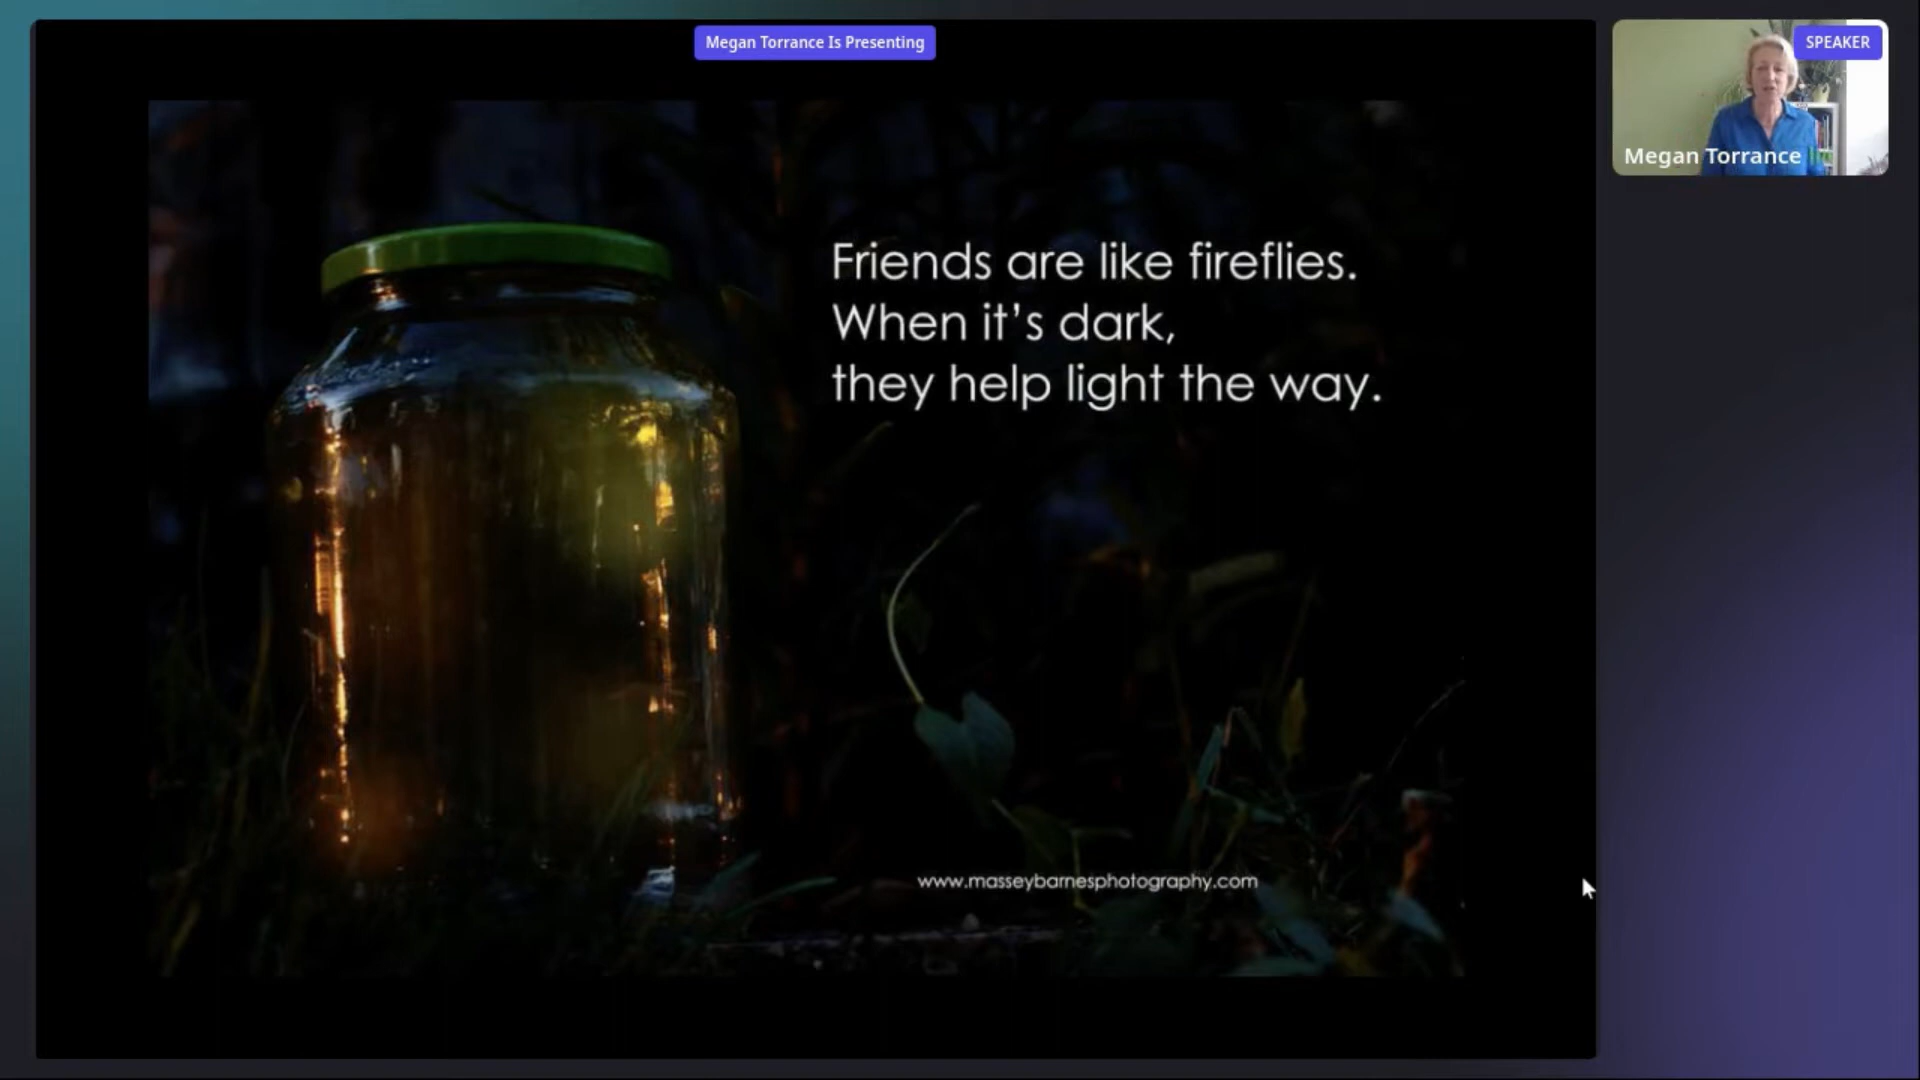 Megan Torrance Is Presenting
SPEAKER
Megan Torrance
Friends are like fireflies.
When it's dark,
they help light the way.
www.masseybarnesphotography.com